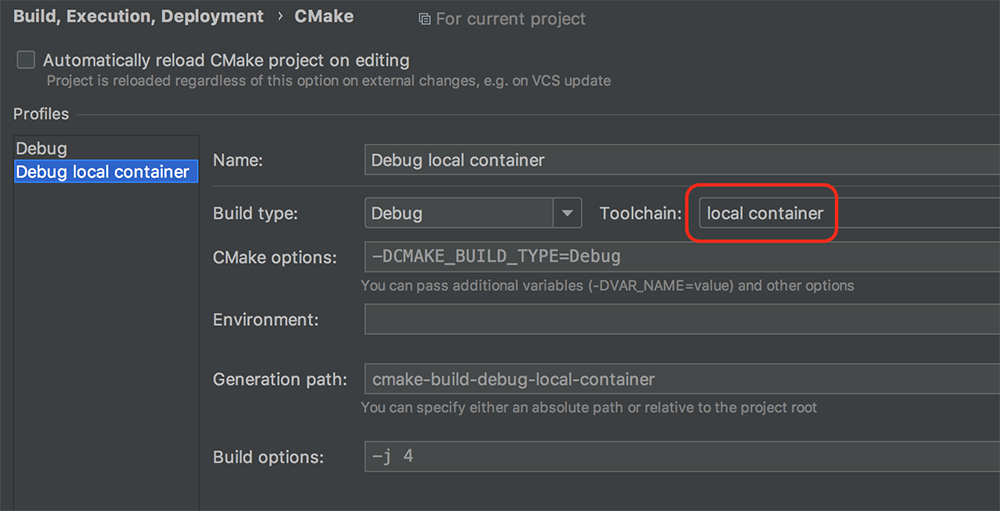 Build, Execution, Deployment › CMake For current project
Automatically reload CMake project on editing
Project is reloaded regardless of this option on external changes, e.g. on VCS update
Profiles
Debug
Debug local container
Name: Debug local container
Build type: Debug Toolchain: local container
CMake options: -DCMAKE_BUILD_TYPE=Debug
You can pass additional variables (-DVAR_NAME=value) and other options
Environment:
Generation path: cmake-build-debug-local-container
You can specify either an absolute path or relative to the project root
Build options: -j 4